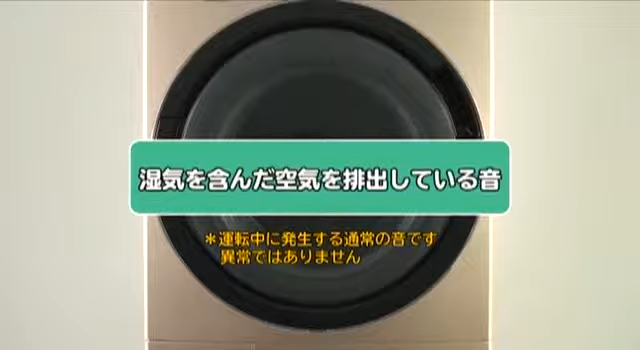 湿気を含んだ空気を排出している音
＊運転中に発生する通常の音です
異常ではありません